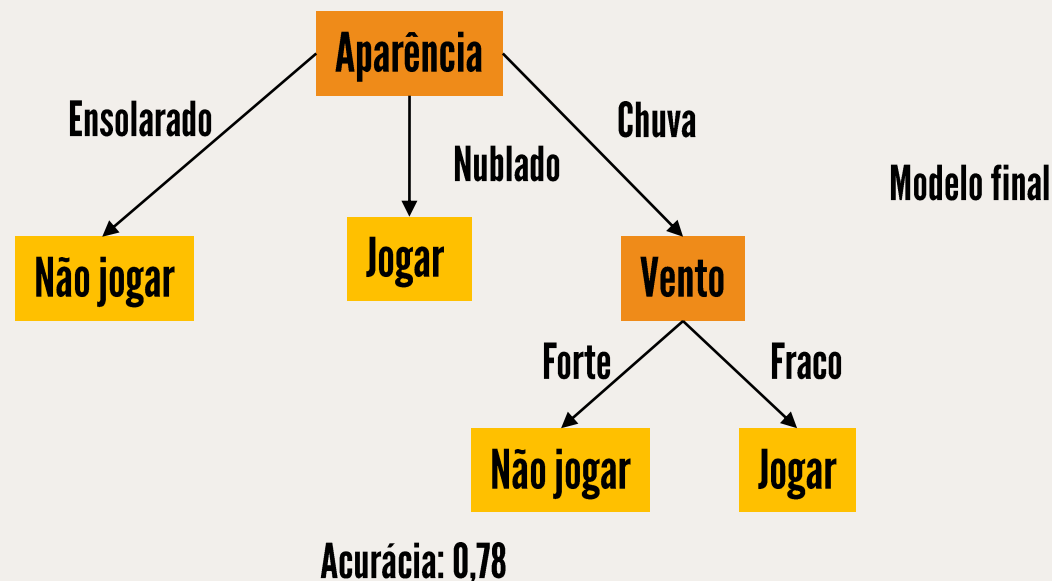 Aparência
Ensolarado
Chuva
Nublado
Modelo final
Não jogar
Jogar
Vento
Forte
Fraco
Não jogar
Jogar
Acurácia: 0,78